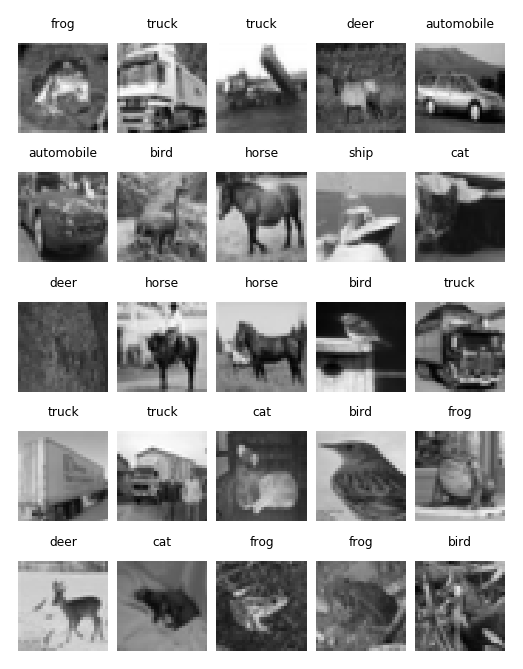 frog truck truck deer automobile
automobile bird horse ship cat
deer horse horse bird truck
truck truck cat bird frog
deer cat frog frog bird